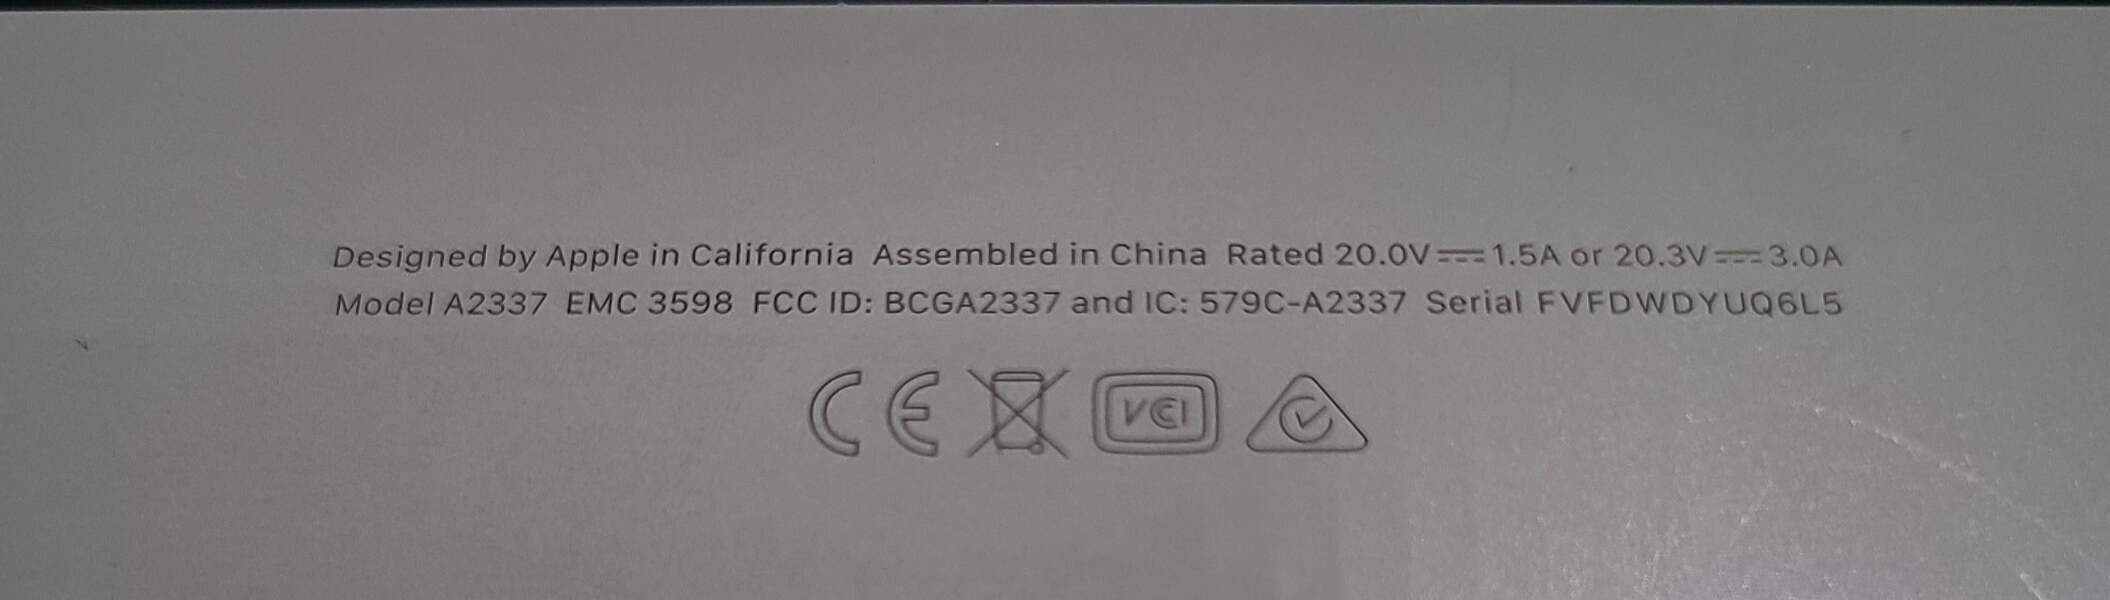 Designed by Apple in California Assembled in China Rated 20.0V⎓1.5A or 20.3V⎓3.0A
Model A2337 EMC 3598 FCC ID: BCGA2337 and IC: 579C-A2337 Serial FVFDWDYUQ6L5
CE VCI